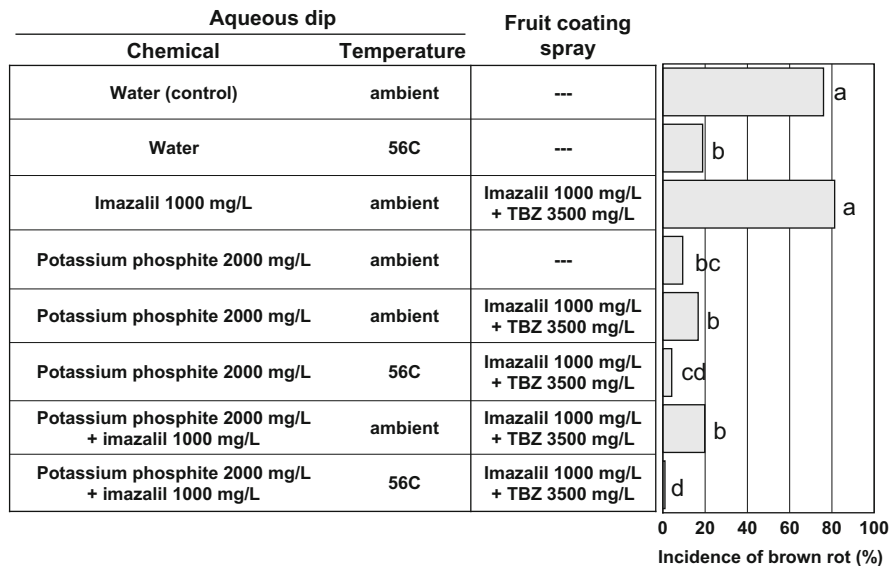 Aqueous dip
Fruit coating
spray
Chemical
Temperature
Water (control)
ambient
---
a
Water
56C
---
b
Imazalil 1000 mg/L
ambient
Imazalil 1000 mg/L
+ TBZ 3500 mg/L
a
Potassium phosphite 2000 mg/L
ambient
---
bc
Potassium phosphite 2000 mg/L
ambient
Imazalil 1000 mg/L
+ TBZ 3500 mg/L
b
Potassium phosphite 2000 mg/L
56C
Imazalil 1000 mg/L
+ TBZ 3500 mg/L
cd
Potassium phosphite 2000 mg/L
+ imazalil 1000 mg/L
ambient
Imazalil 1000 mg/L
+ TBZ 3500 mg/L
b
Potassium phosphite 2000 mg/L
+ imazalil 1000 mg/L
56C
Imazalil 1000 mg/L
+ TBZ 3500 mg/L
d
0 20 40 60 80 100
Incidence of brown rot (%)